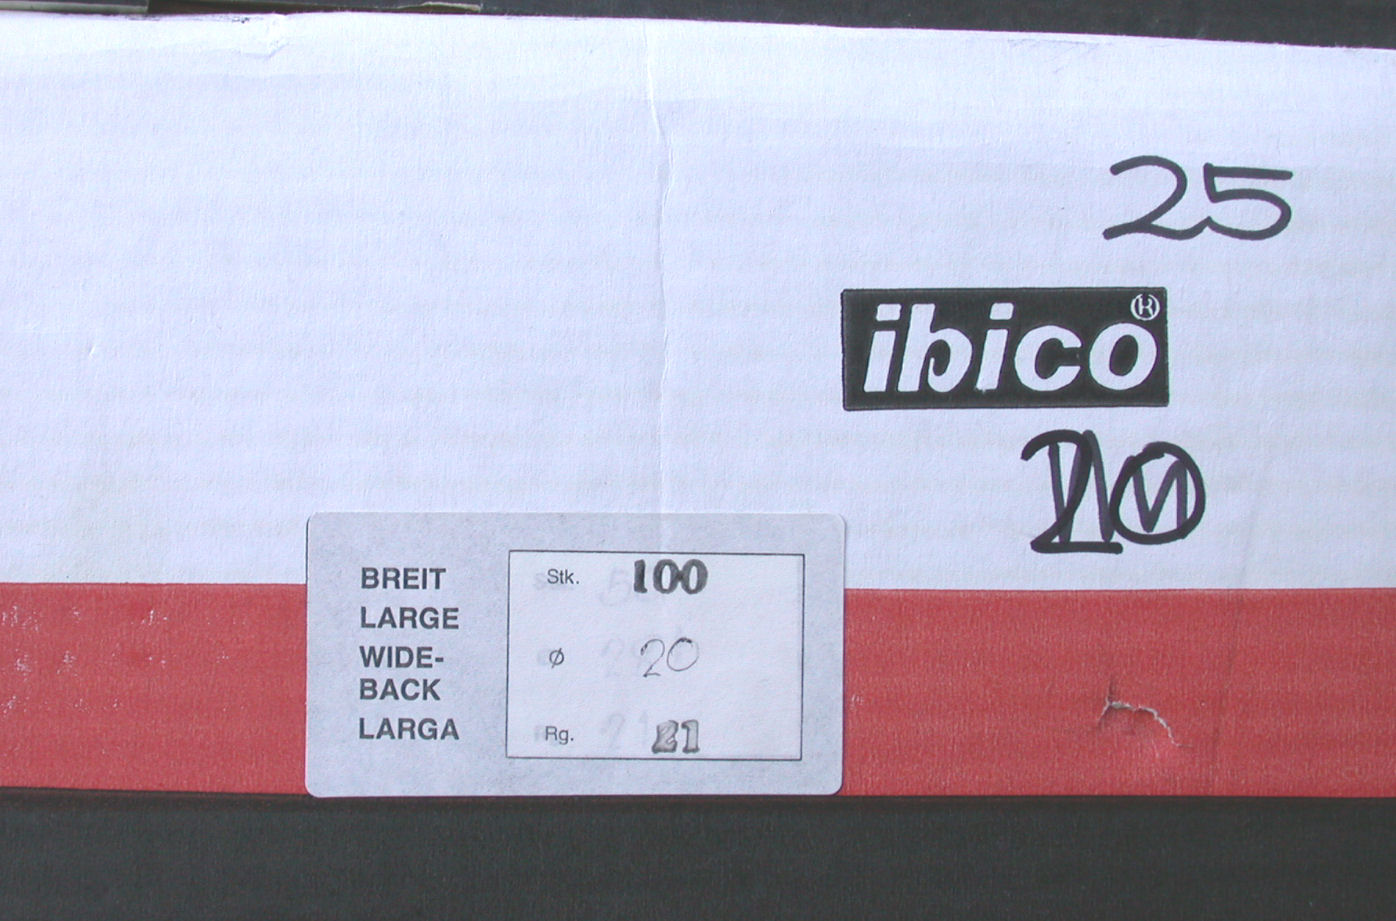 25
ibico®
BREIT
LARGE
WIDE-
BACK
LARGA
Stk. 100
ø 20
Rg. 21